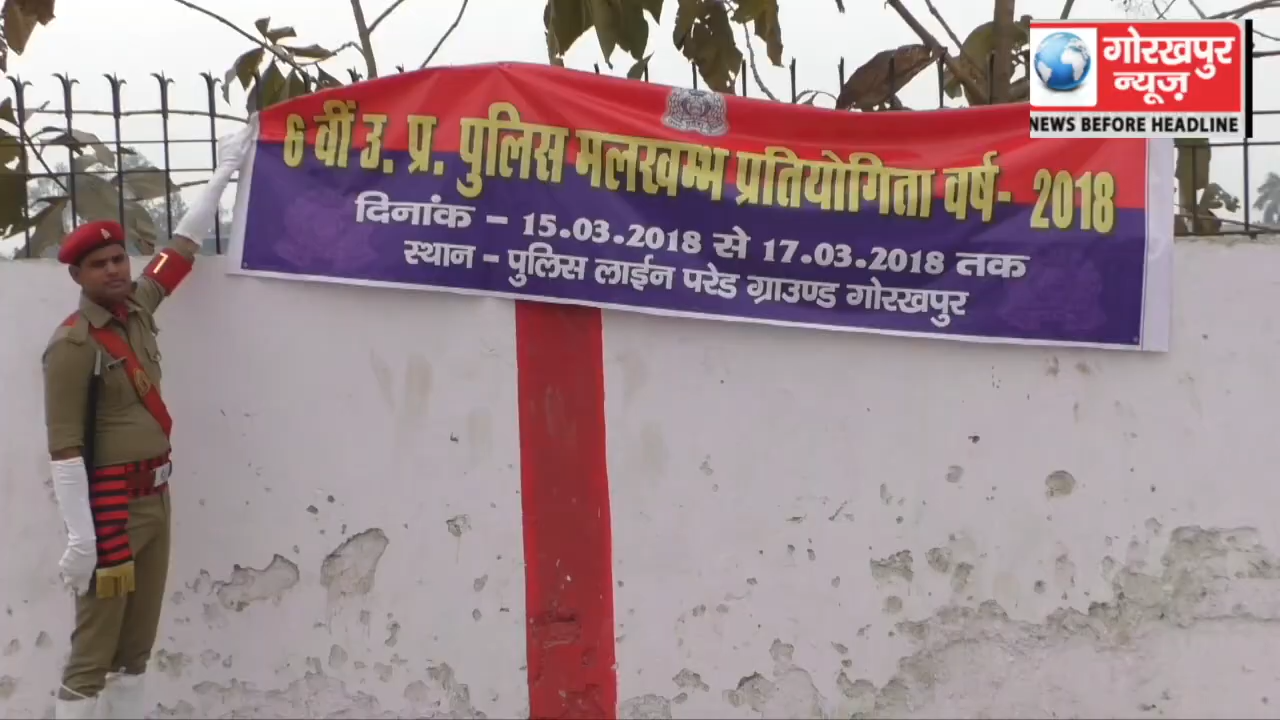 गोरखपुर
न्यूज़
NEWS BEFORE HEADLINE
6 वीं उ. प्र. पुलिस मलखम्भ प्रतियोगिता वर्ष- 2018
दिनांक - 15.03.2018 से 17.03.2018 तक
स्थान - पुलिस लाईन परेड ग्राउण्ड गोरखपुर